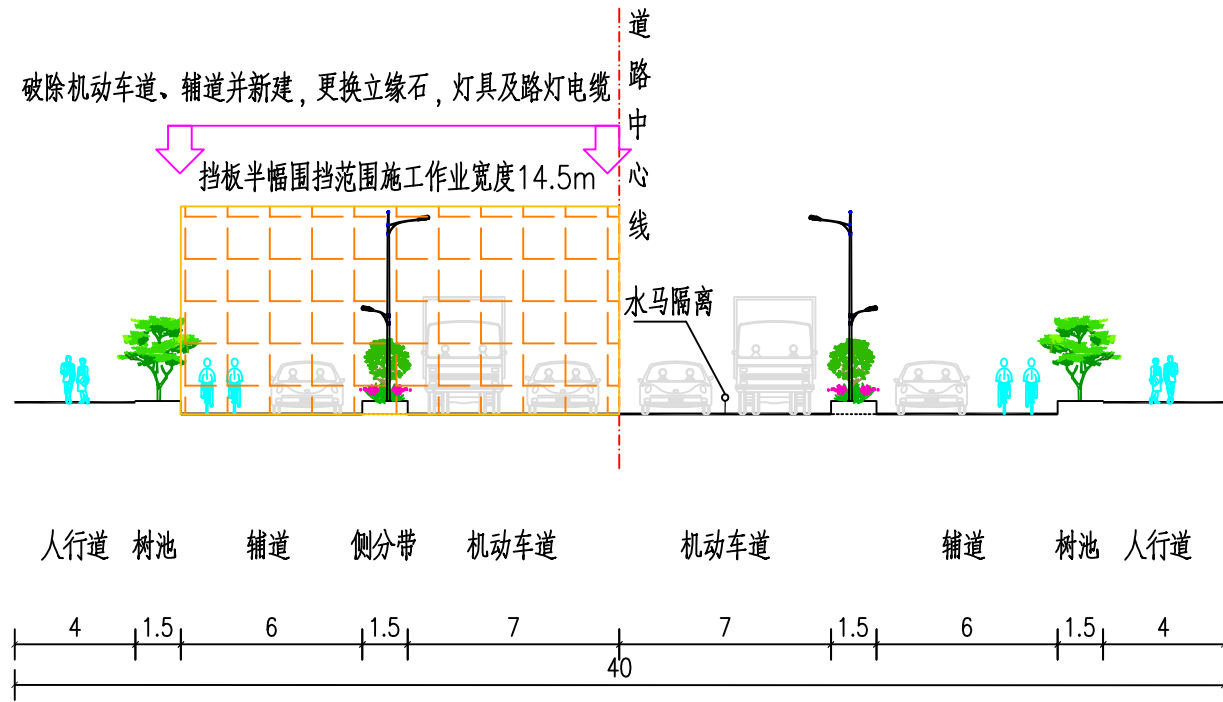 道路中心线
破除机动车道、辅道并新建,更换立缘石,灯具及路灯电缆
挡板半幅围挡范围施工作业宽度14.5m
水马隔离
人行道 树池 辅道 侧分带 机动车道 机动车道 辅道 树池 人行道
4 1.5 6 1.5 7 7 1.5 6 1.5 4
40